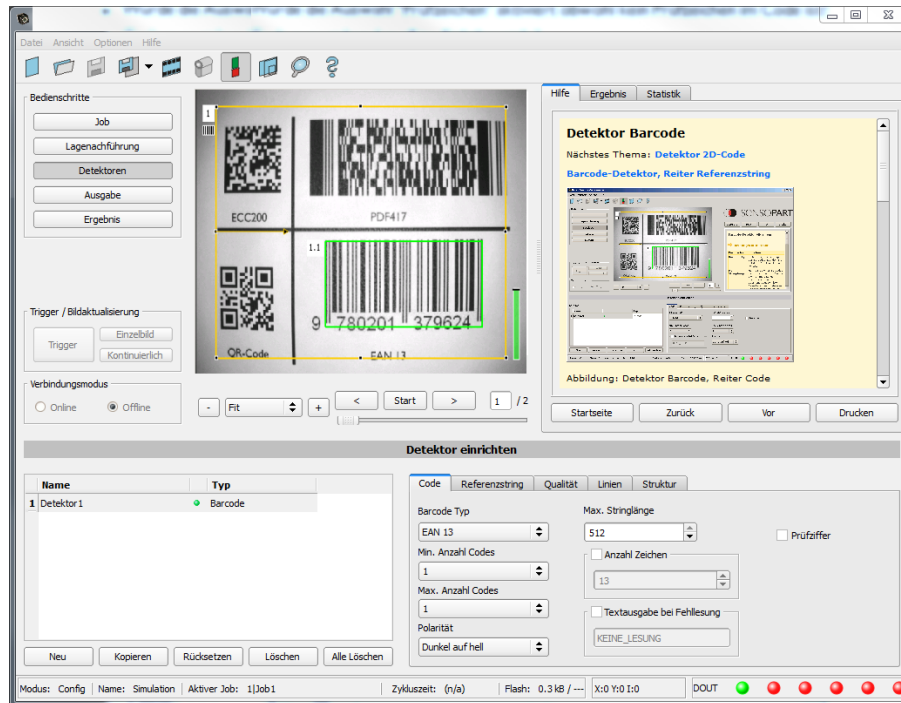 Datei Ansicht Optionen Hilfe
Bedienschritte
Job
Lagenachführung
Detektoren
Ausgabe
Ergebnis
Trigger / Bildaktualisierung
Trigger
Einzelbild
Kontinuierlich
Verbindungsmodus
Online
Offline
1
ECC200
PDF417
1.1
9 780201 379624
QR-Code
EAN 13
-
Fit
+
<
Start
>
1 / 2
Hilfe Ergebnis Statistik
Detektor Barcode
Nächstes Thema: Detektor 2D-Code
Barcode-Detektor, Reiter Referenzstring
SENSOPART
Abbildung: Detektor Barcode, Reiter Code
Startseite Zurück Vor Drucken
Detektor einrichten
Name Typ
1 Detektor1 Barcode
Neu Kopieren Rücksetzen Löschen Alle Löschen
Code Referenzstring Qualität Linien Struktur
Barcode Typ
EAN 13
Min. Anzahl Codes
1
Max. Anzahl Codes
1
Polarität
Dunkel auf hell
Max. Stringlänge
512
Anzahl Zeichen
13
Textausgabe bei Fehllesung
KEINE_LESUNG
Prüfziffer
Modus: Config Name: Simulation Aktiver Job: 1|Job1 Zykluszeit: (n/a) Flash: 0.3 kB / --- X:0 Y:0 I:0 DOUT